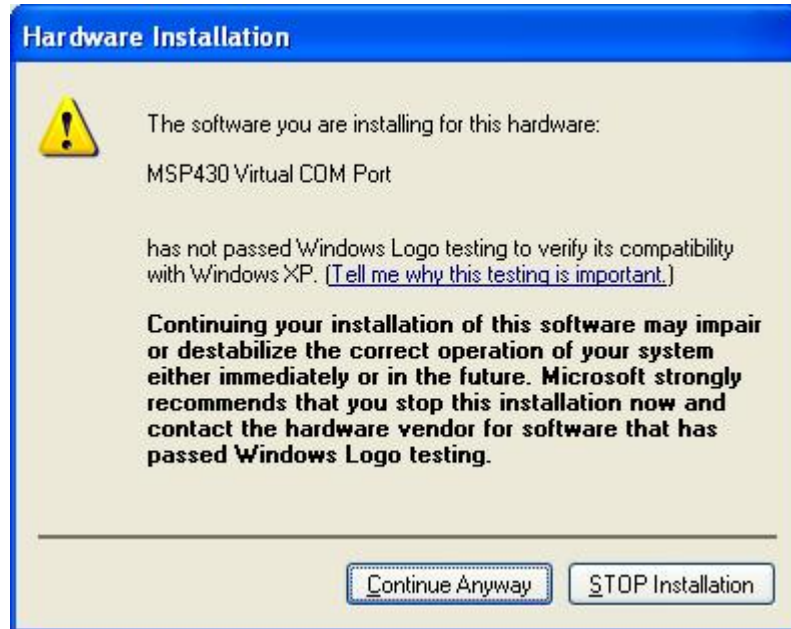 Hardware Installation
The software you are installing for this hardware:
MSP430 Virtual COM Port
has not passed Windows Logo testing to verify its compatibility
with Windows XP. (Tell me why this testing is important.)
Continuing your installation of this software may impair
or destabilize the correct operation of your system
either immediately or in the future. Microsoft strongly
recommends that you stop this installation now and
contact the hardware vendor for software that has
passed Windows Logo testing.
Continue Anyway
STOP Installation